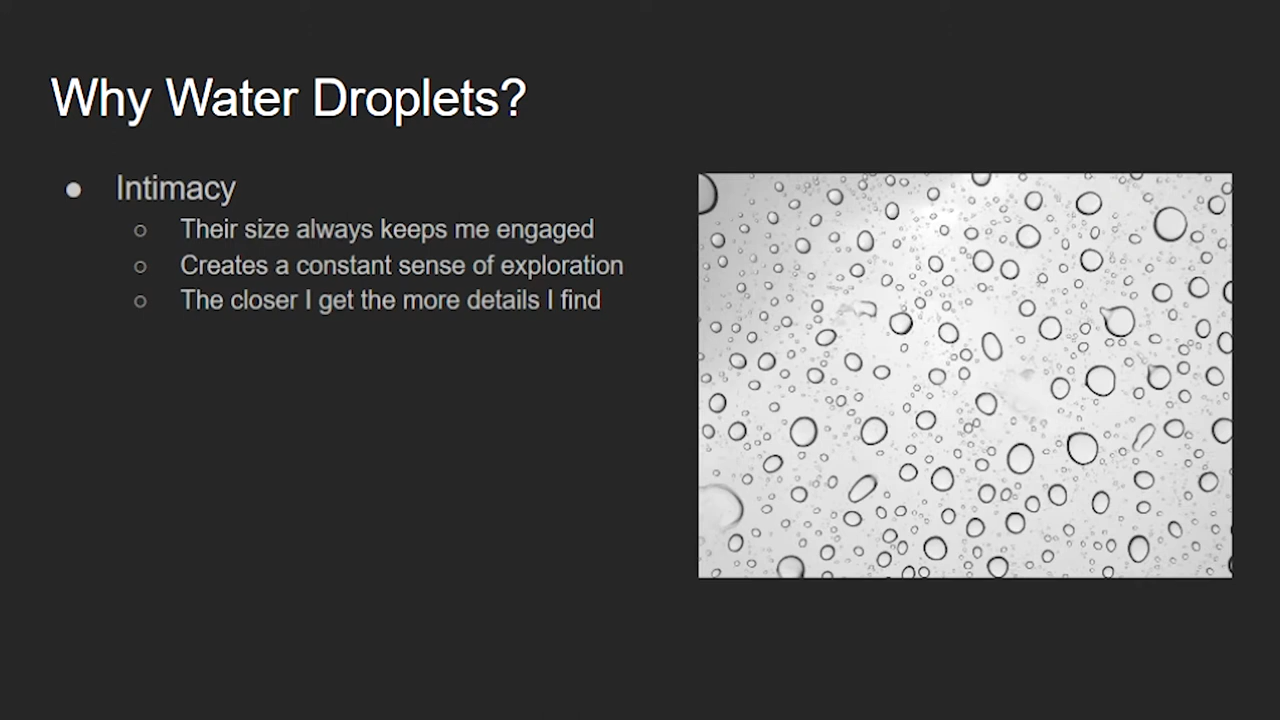 Why Water Droplets?
● Intimacy
○ Their size always keeps me engaged
○ Creates a constant sense of exploration
○ The closer I get the more details I find